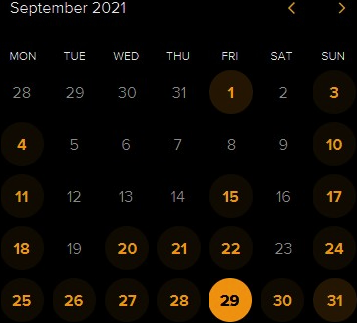 September 2021
MON TUE WED THU FRI SAT SUN
28 29 30 31 1 2 3
4 5 6 7 8 9 10
11 12 13 14 15 16 17
18 19 20 21 22 23 24
25 26 27 28 29 30 31